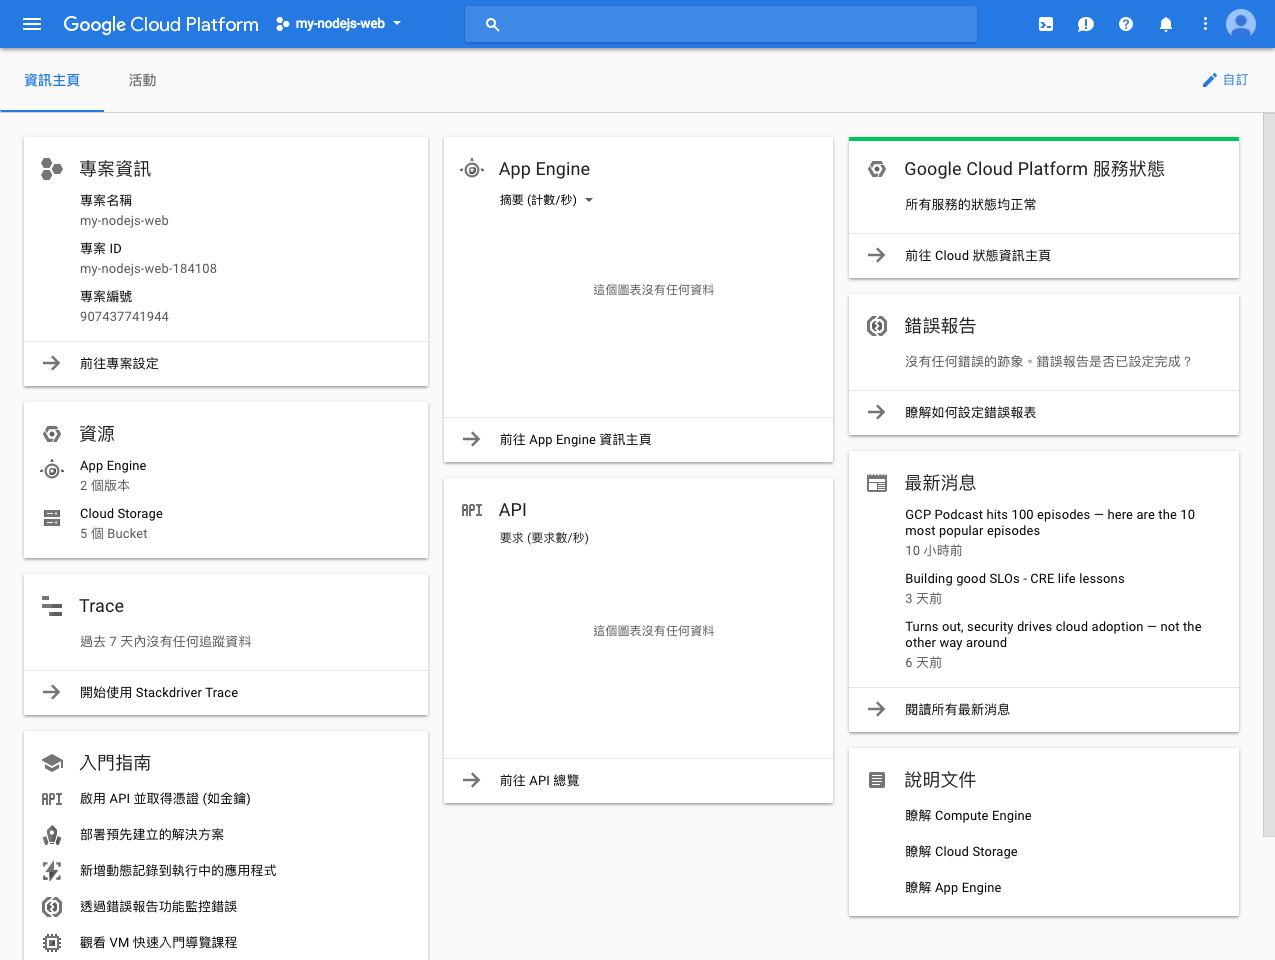 Google Cloud Platform
my-nodejs-web
資訊主頁
活動
自訂
專案資訊
專案名稱
my-nodejs-web
專案 ID
my-nodejs-web-184108
專案編號
907437741944
前往專案設定
資源
App Engine
2 個版本
Cloud Storage
5 個 Bucket
Trace
過去 7 天內沒有任何追蹤資料
開始使用 Stackdriver Trace
入門指南
API
啟用 API 並取得憑證 (如金鑰)
部署預先建立的解決方案
新增動態記錄到執行中的應用程式
透過錯誤報告功能監控錯誤
觀看 VM 快速入門導覽課程
App Engine
摘要 (計數/秒)
這個圖表沒有任何資料
前往 App Engine 資訊主頁
API
API
要求 (要求數/秒)
這個圖表沒有任何資料
前往 API 總覽
Google Cloud Platform 服務狀態
所有服務的狀態均正常
前往 Cloud 狀態資訊主頁
錯誤報告
沒有任何錯誤的跡象。錯誤報告是否已設定完成？
瞭解如何設定錯誤報表
最新消息
GCP Podcast hits 100 episodes — here are the 10
most popular episodes
10 小時前
Building good SLOs - CRE life lessons
3 天前
Turns out, security drives cloud adoption — not the
other way around
6 天前
閱讀所有最新消息
說明文件
瞭解 Compute Engine
瞭解 Cloud Storage
瞭解 App Engine